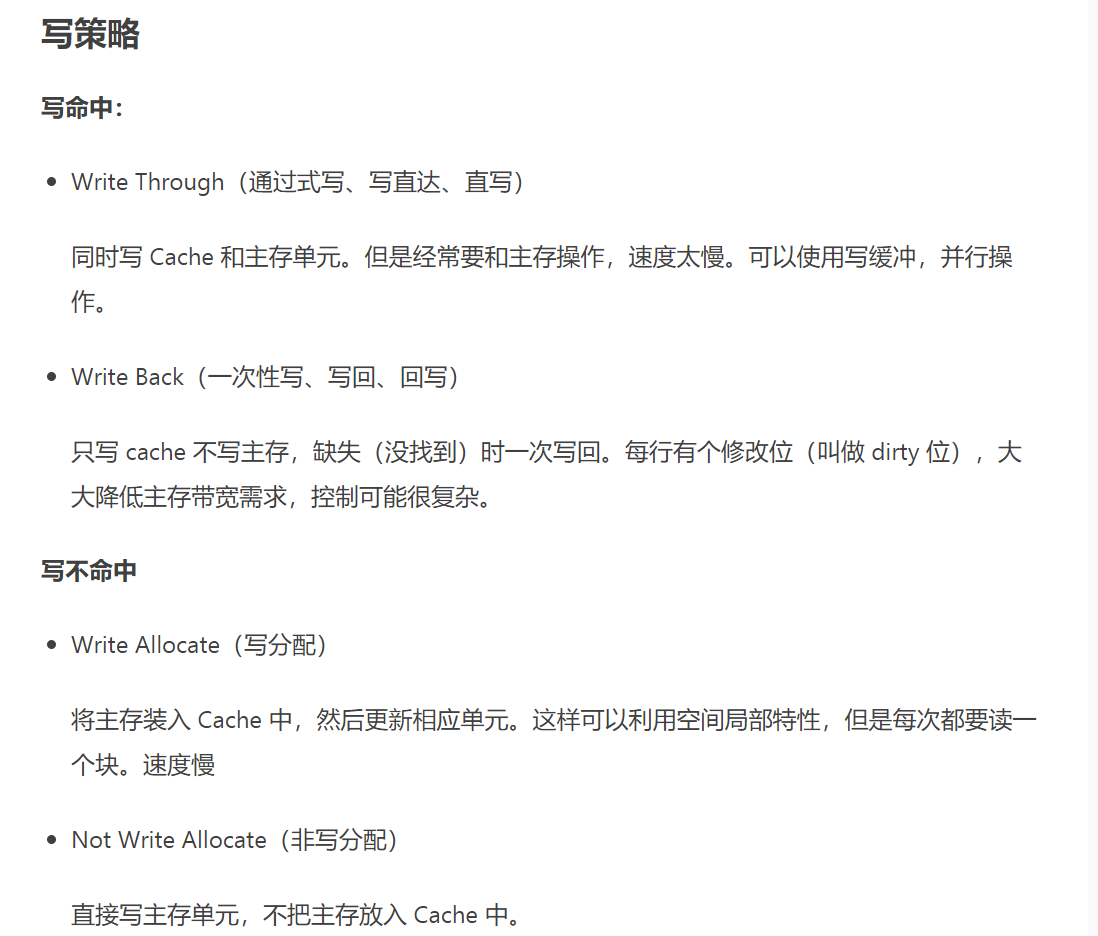 写策略
写命中：
Write Through（通过式写、写直达、直写）
同时写 Cache 和主存单元。但是经常要和主存操作，速度太慢。可以使用写缓冲，并行操
作。
Write Back（一次性写、写回、回写）
只写 cache 不写主存，缺失（没找到）时一次写回。每行有个修改位（叫做 dirty 位），大
大降低主存带宽需求，控制可能很复杂。
写不命中
Write Allocate（写分配）
将主存装入 Cache 中，然后更新相应单元。这样可以利用空间局部特性，但是每次都要读一
个块。速度慢
Not Write Allocate（非写分配）
直接写主存单元，不把主存放入 Cache 中。